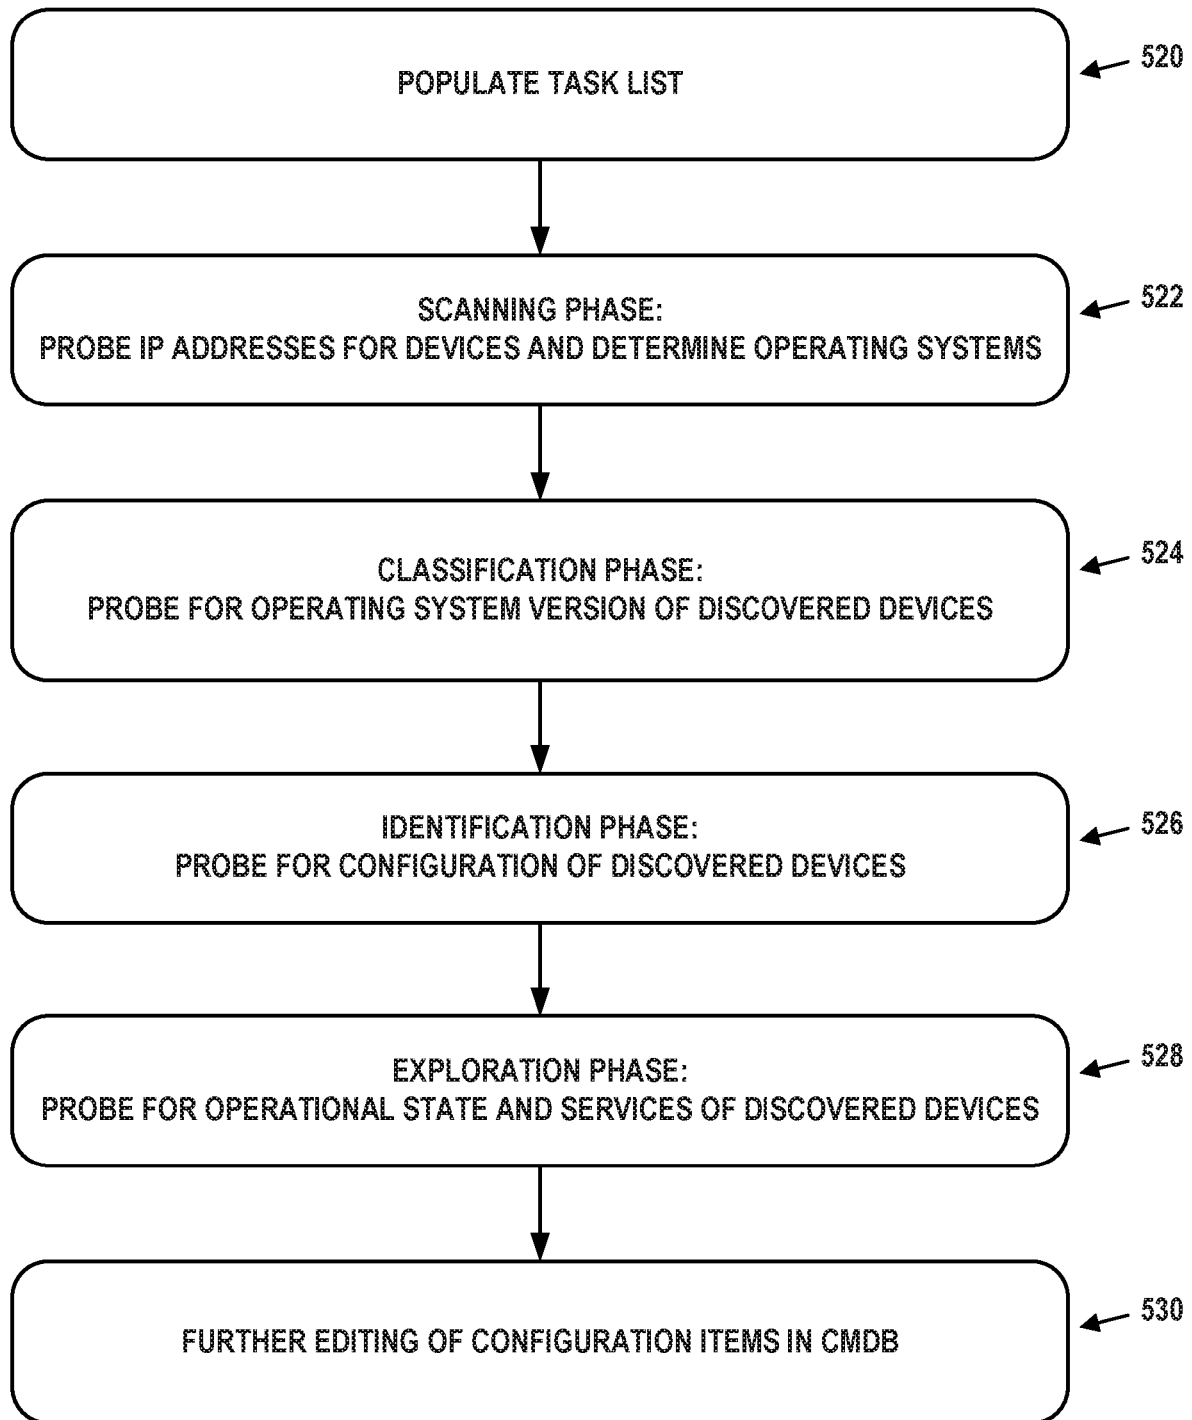 POPULATE TASK LIST
520
SCANNING PHASE:
PROBE IP ADDRESSES FOR DEVICES AND DETERMINE OPERATING SYSTEMS
522
CLASSIFICATION PHASE:
PROBE FOR OPERATING SYSTEM VERSION OF DISCOVERED DEVICES
524
IDENTIFICATION PHASE:
PROBE FOR CONFIGURATION OF DISCOVERED DEVICES
526
EXPLORATION PHASE:
PROBE FOR OPERATIONAL STATE AND SERVICES OF DISCOVERED DEVICES
528
FURTHER EDITING OF CONFIGURATION ITEMS IN CMDB
530